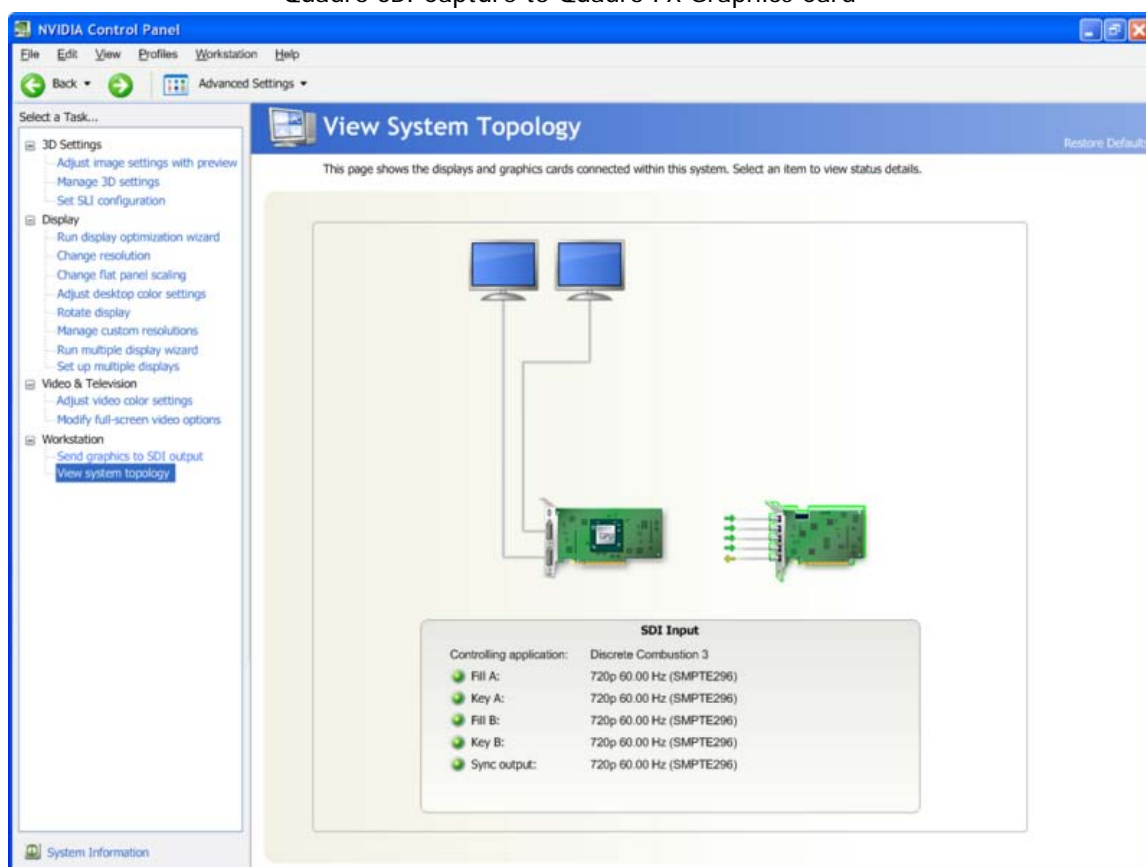 Quadro SDI Capture to Quadro FX Graphics Card
NVIDIA Control Panel
File Edit View Profiles Workstation Help
Back Advanced Settings
Select a Task...
3D Settings
Adjust image settings with preview
Manage 3D settings
Set SLI configuration
Display
Run display optimization wizard
Change resolution
Change flat panel scaling
Adjust desktop color settings
Rotate display
Manage custom resolutions
Run multiple display wizard
Set up multiple displays
Video & Television
Adjust video color settings
Modify full-screen video options
Workstation
Send graphics to SDI output
View system topology
System Information
View System Topology
Restore Defaults
This page shows the displays and graphics cards connected within this system. Select an item to view status details.
GPU
SDI Input
Controlling application: Discrete Combustion 3
Fill A: 720p 60.00 Hz (SMPTE296)
Key A: 720p 60.00 Hz (SMPTE296)
Fill B: 720p 60.00 Hz (SMPTE296)
Key B: 720p 60.00 Hz (SMPTE296)
Sync output: 720p 60.00 Hz (SMPTE296)